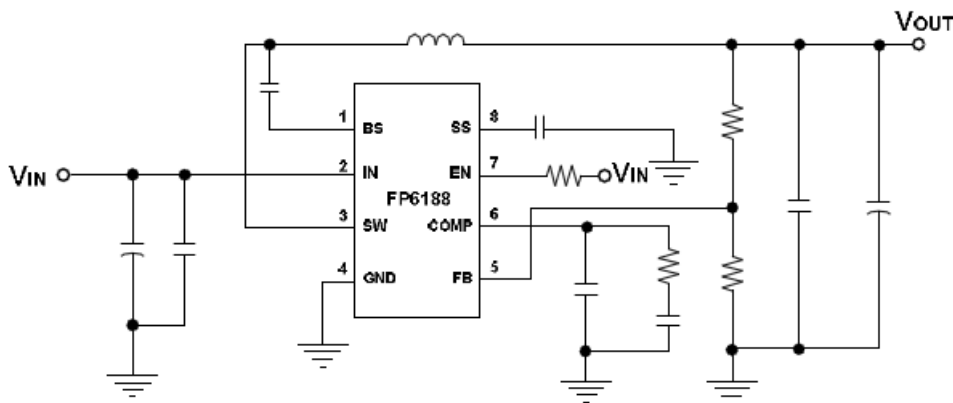 VOUT
1 BS SS 8
VIN 2 IN EN 7 VIN
FP6188
3 SW COMP 6
4 GND FB 5